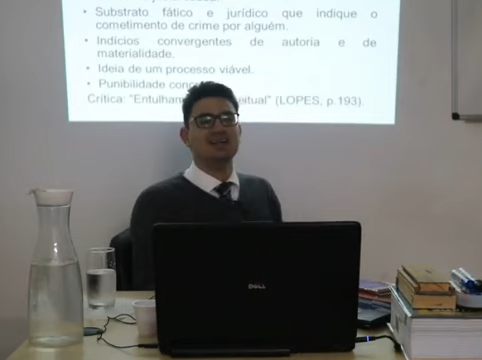 • Substrato fático e jurídico que indique o
cometimento de crime por alguém.
• Indícios convergentes de autoria e de
materialidade.
• Ideia de um processo viável.
• Punibilidade
Crítica: "Entulham eitual" (LOPES, p.193).
DELL